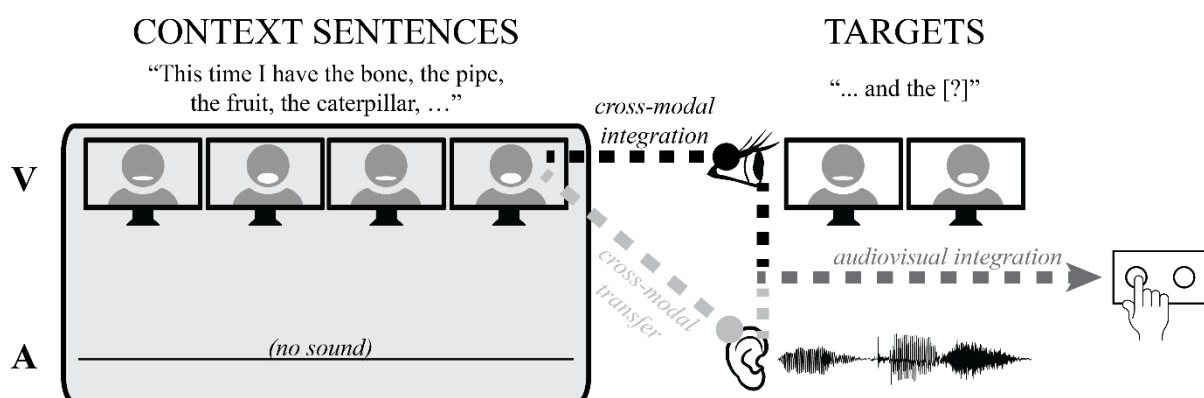 CONTEXT SENTENCES
“This time I have the bone, the pipe,
the fruit, the caterpillar, …”
TARGETS
“... and the [?]”
cross-modal
integration
V
cross-modal
transfer
audiovisual integration
A
(no sound)